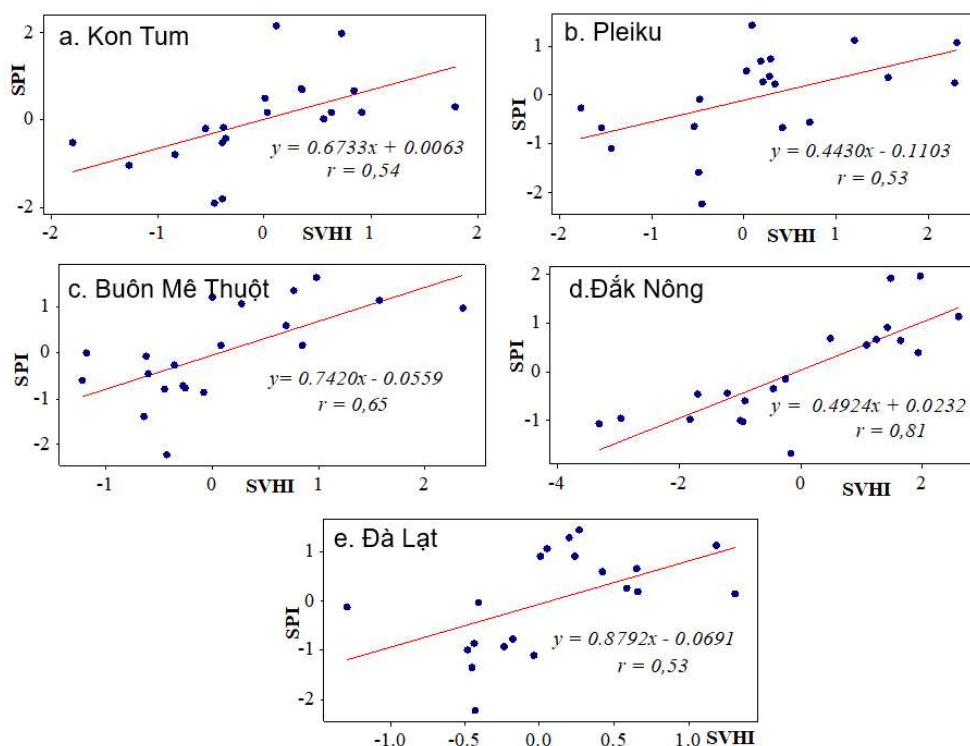 a. Kon Tum
SPI
2
0
-2
y = 0.6733x + 0.0063
r = 0,54
-2
-1
0
1
2
SVHI
b. Pleiku
SPI
1
0
-1
-2
y = 0.4430x - 0.1103
r = 0,53
-2
-1
0
1
2
SVHI
c. Buôn Mê Thuột
SPI
1
0
-1
-2
y= 0.7420x - 0.0559
r = 0,65
-1
0
1
2
SVHI
d.Đắk Nông
SPI
2
1
0
-1
y = 0.4924x + 0.0232
r = 0,81
-4
-2
0
2
SVHI
e. Đà Lạt
SPI
1
0
-1
-2
y = 0.8792x - 0.0691
r = 0,53
-1.0
-0.5
0.0
0.5
1.0
SVHI